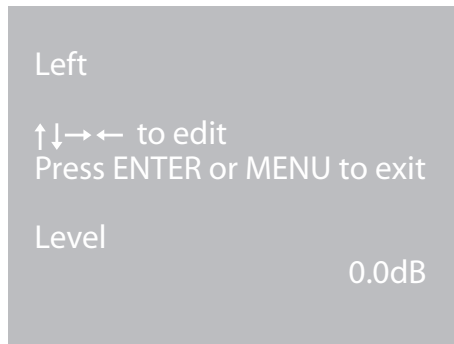 Left
↑↓→← to edit
Press ENTER or MENU to exit
Level
0.0dB